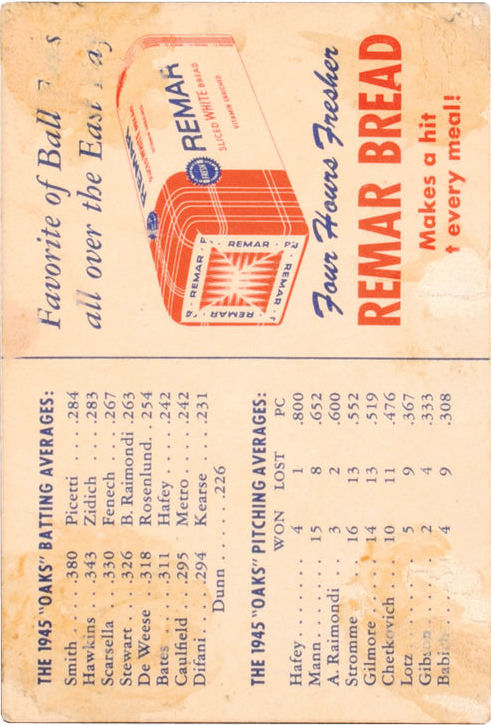 Favorite of Ball
all over the East
REMAR
SLICED WHITE BREAD
VITAMIN ENRICHED
FRESH
REMAR
REMAR
REMAR
REMAR
Four Hours Fresher
REMAR BREAD
Makes a hit
t every meal!
THE 1945 "OAKS" BATTING AVERAGES:
Smith .....380 Picetti ....284
Hawkins ...343 Zidich ....283
Scarsella ...330 Fenech ....267
Stewart ....326 B. Raimondi .263
De Weese ..318 Rosenlund..254
Bates......311 Hafey .....242
Caulfield ...295 Metro .....242
Difani.....294 Kearse ....231
Dunn ......226
THE 1945 "OAKS" PITCHING AVERAGES:
WON LOST PC
Hafey........ 4 1 .800
Mann........ 15 8 .652
A. Raimondi ... 3 2 .600
Stromme .... 16 13 .552
Gilmore ..... 14 13 .519
Chetkovich ... 10 11 .476
Lotz ........ 5 9 .367
Gibson ...... 2 4 .333
Babich....... 4 9 .308